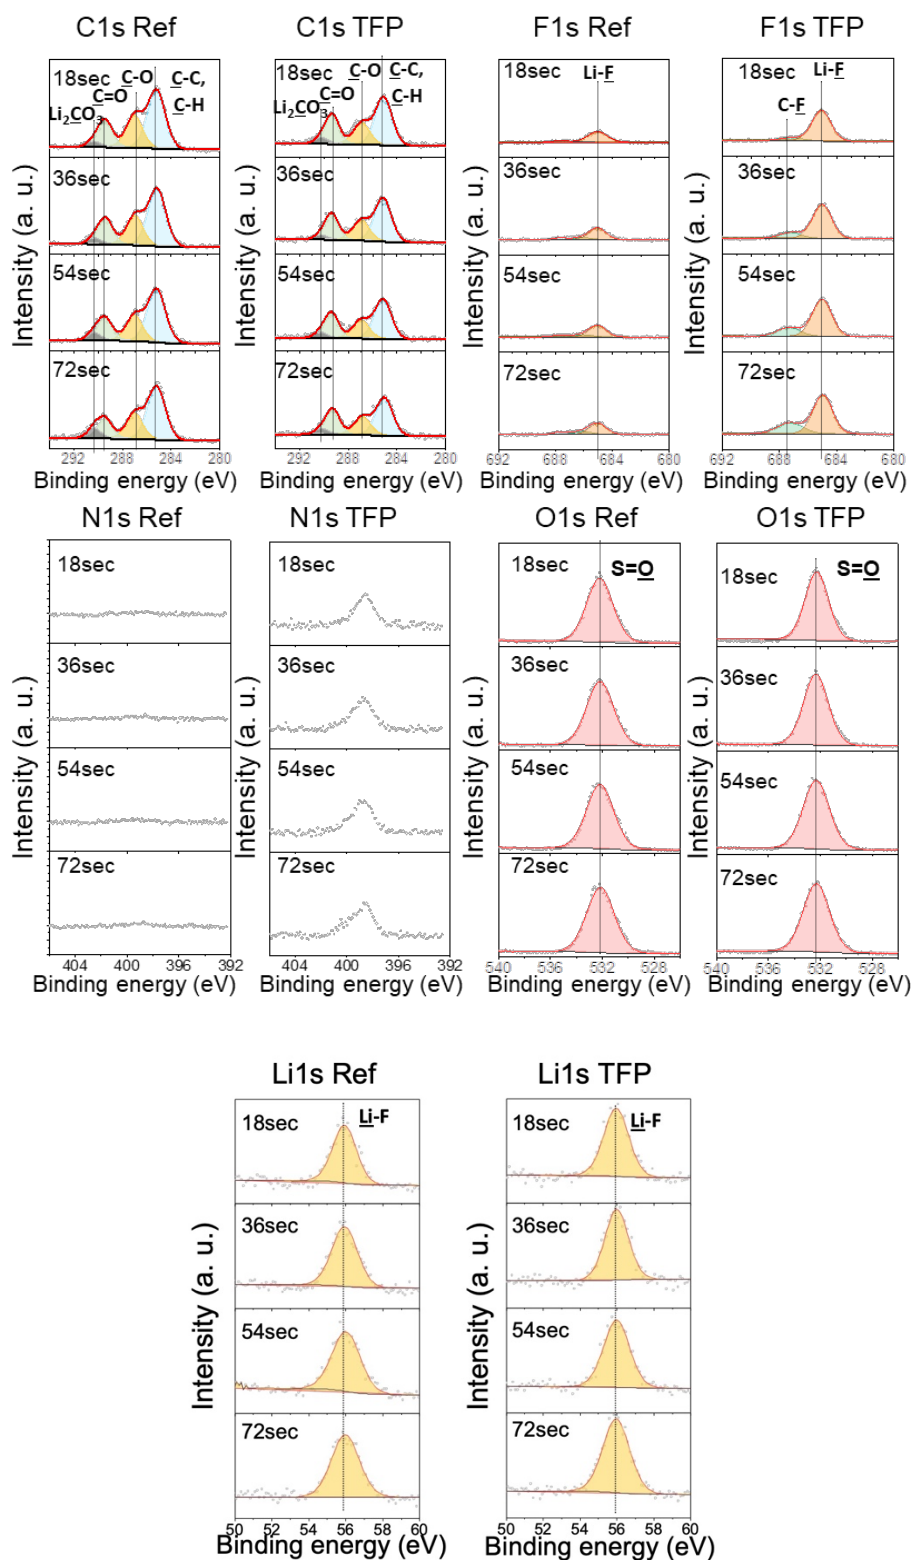 C1s Ref
C1s TFP
F1s Ref
F1s TFP
Intensity (a. u.)
18sec
Li₂CO₃
C=O
C-O
C-C,
C-H
36sec
54sec
72sec
292 288 284 280
Binding energy (eV)
Intensity (a. u.)
18sec
Li₂CO₃
C=O
C-O
C-C,
C-H
36sec
54sec
72sec
292 288 284 280
Binding energy (eV)
Intensity (a. u.)
18sec
Li-F
36sec
54sec
72sec
692 688 684 680
Binding energy (eV)
Intensity (a. u.)
18sec
C-F
Li-F
36sec
54sec
72sec
692 688 684 680
Binding energy (eV)
N1s Ref
N1s TFP
O1s Ref
O1s TFP
Intensity (a. u.)
18sec
36sec
54sec
72sec
404 400 396 392
Binding energy (eV)
Intensity (a. u.)
18sec
36sec
54sec
72sec
404 400 396 392
Binding energy (eV)
Intensity (a. u.)
18sec
S=O
36sec
54sec
72sec
540 536 532 528
Binding energy (eV)
Intensity (a. u.)
18sec
S=O
36sec
54sec
72sec
540 536 532 528
Binding energy (eV)
Li1s Ref
Li1s TFP
Intensity (a. u.)
18sec
Li-F
36sec
54sec
72sec
50 52 54 56 58 60
Binding energy (eV)
Intensity (a. u.)
18sec
Li-F
36sec
54sec
72sec
50 52 54 56 58 60
Binding energy (eV)